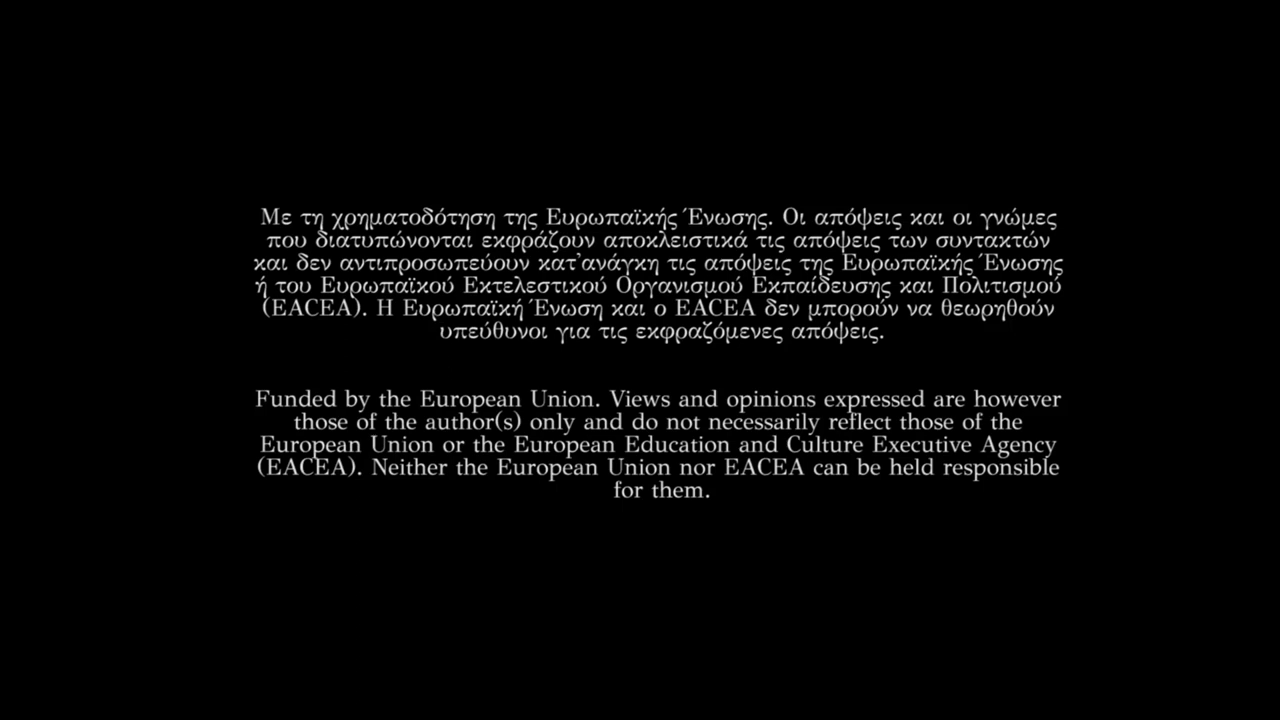 Με τη χρηματοδότηση της Ευρωπαϊκής Ένωσης. Οι απόψεις και οι γνώμες
που διατυπώνονται εκφράζουν αποκλειστικά τις απόψεις των συντακτών
και δεν αντιπροσωπεύουν κατ'ανάγκη τις απόψεις της Ευρωπαϊκής Ένωσης
ή του Ευρωπαϊκού Εκτελεστικού Οργανισμού Εκπαίδευσης και Πολιτισμού
(EACEA). Η Ευρωπαϊκή Ένωση και ο EACEA δεν μπορούν να θεωρηθούν
υπεύθυνοι για τις εκφραζόμενες απόψεις.
Funded by the European Union. Views and opinions expressed are however
those of the author(s) only and do not necessarily reflect those of the
European Union or the European Education and Culture Executive Agency
(EACEA). Neither the European Union nor EACEA can be held responsible
for them.